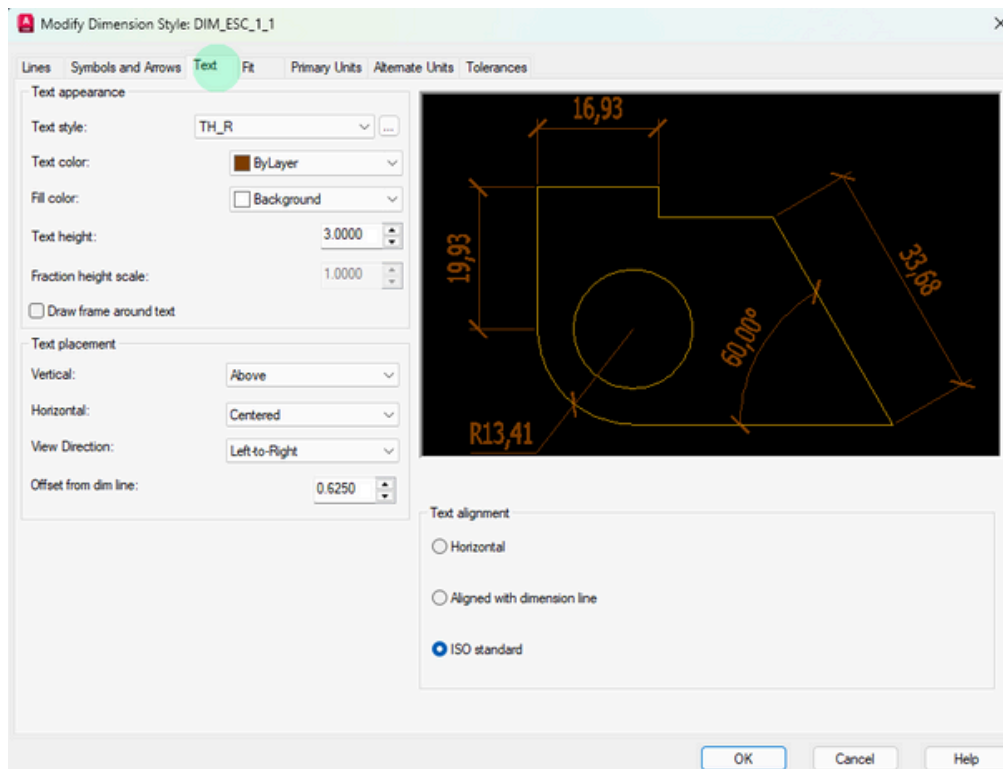 Modify Dimension Style: DIM_ESC_1_1
Lines Symbols and Arrows Text Fit Primary Units Alternate Units Tolerances
Text appearance
Text style: TH_R ...
Text color: ByLayer
Fill color: Background
Text height: 3.0000
Fraction height scale: 1.0000
Draw frame around text
Text placement
Vertical: Above
Horizontal: Centered
View Direction: Left-to-Right
Offset from dim line: 0.6250
16,93
19,93
33,68
60,00°
R13,41
Text alignment
Horizontal
Aligned with dimension line
ISO standard
OK Cancel Help